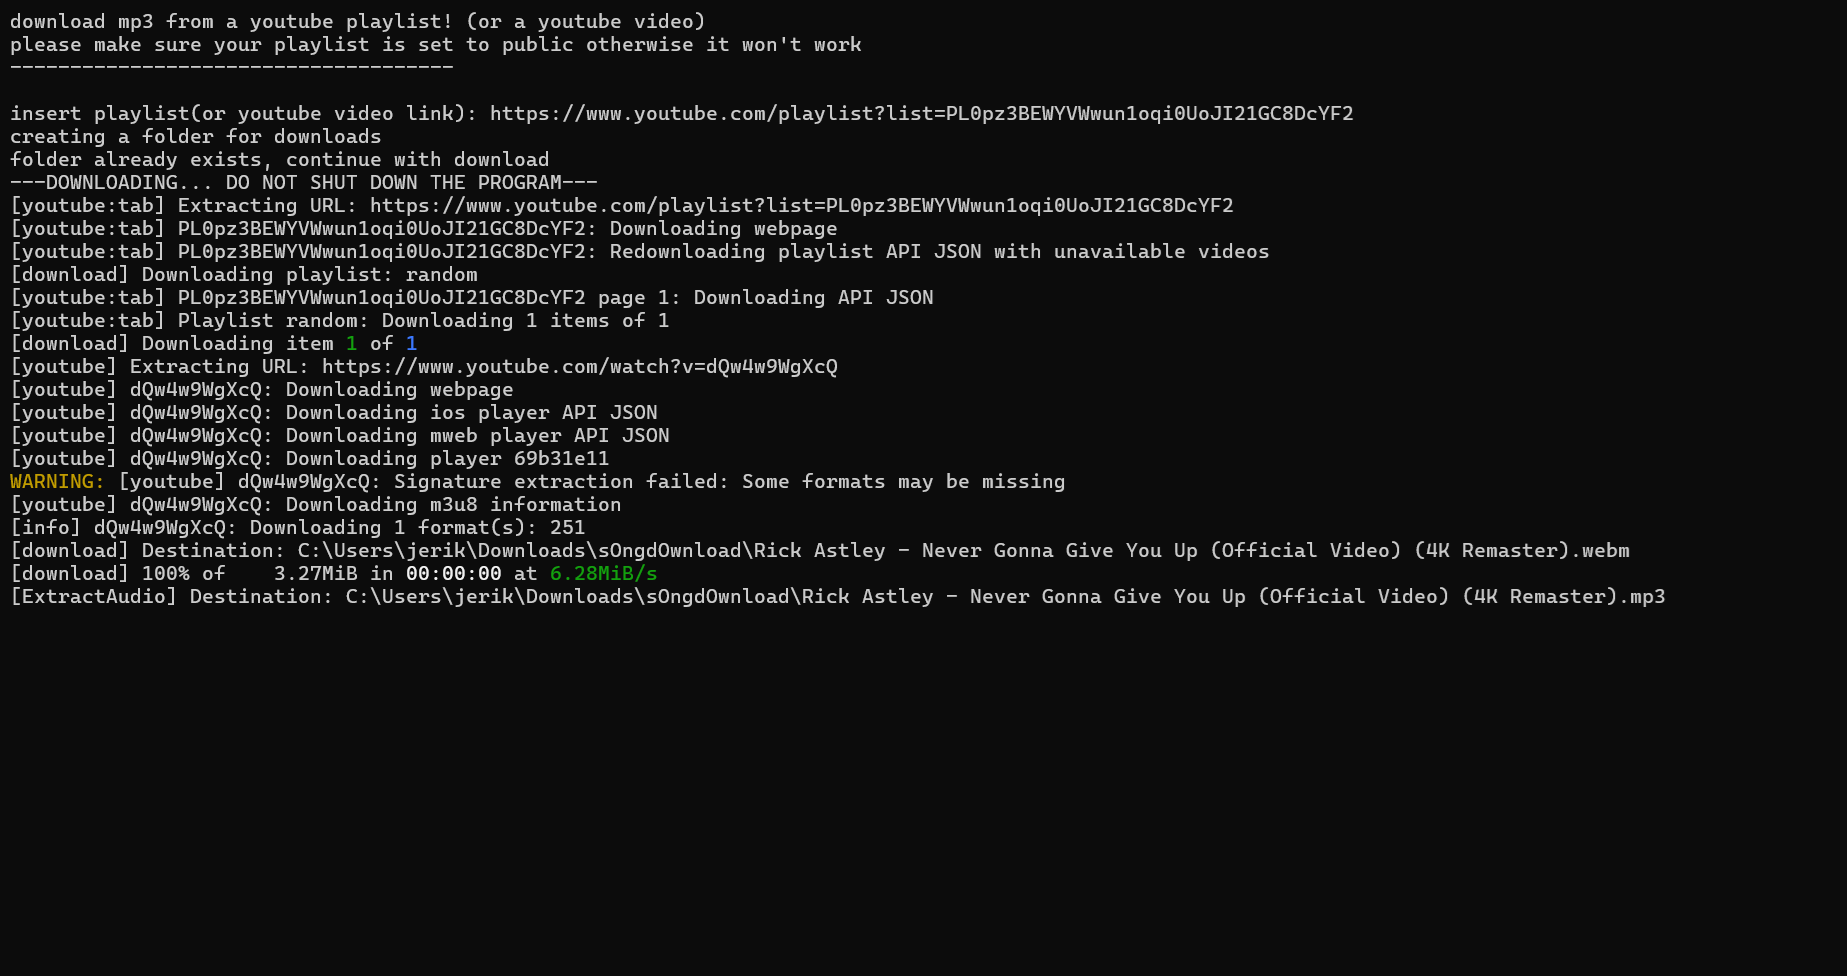 download mp3 from a youtube playlist! (or a youtube video)
please make sure your playlist is set to public otherwise it won't work
-------------------------------------
insert playlist(or youtube video link): https://www.youtube.com/playlist?list=PL0pz3BEWYVWwun1oqi0UoJI21GC8DcYF2
creating a folder for downloads
folder already exists, continue with download
---DOWNLOADING... DO NOT SHUT DOWN THE PROGRAM---
[youtube:tab] Extracting URL: https://www.youtube.com/playlist?list=PL0pz3BEWYVWwun1oqi0UoJI21GC8DcYF2
[youtube:tab] PL0pz3BEWYVWwun1oqi0UoJI21GC8DcYF2: Downloading webpage
[youtube:tab] PL0pz3BEWYVWwun1oqi0UoJI21GC8DcYF2: Redownloading playlist API JSON with unavailable videos
[download] Downloading playlist: random
[youtube:tab] PL0pz3BEWYVWwun1oqi0UoJI21GC8DcYF2 page 1: Downloading API JSON
[youtube:tab] Playlist random: Downloading 1 items of 1
[download] Downloading item 1 of 1
[youtube] Extracting URL: https://www.youtube.com/watch?v=dQw4w9WgXcQ
[youtube] dQw4w9WgXcQ: Downloading webpage
[youtube] dQw4w9WgXcQ: Downloading ios player API JSON
[youtube] dQw4w9WgXcQ: Downloading mweb player API JSON
[youtube] dQw4w9WgXcQ: Downloading player 69b31e11
WARNING: [youtube] dQw4w9WgXcQ: Signature extraction failed: Some formats may be missing
[youtube] dQw4w9WgXcQ: Downloading m3u8 information
[info] dQw4w9WgXcQ: Downloading 1 format(s): 251
[download] Destination: C:\Users\jerik\Downloads\sOngdOwnload\Rick Astley - Never Gonna Give You Up (Official Video) (4K Remaster).webm
[download] 100% of    3.27MiB in 00:00:00 at 6.28MiB/s
[ExtractAudio] Destination: C:\Users\jerik\Downloads\sOngdOwnload\Rick Astley - Never Gonna Give You Up (Official Video) (4K Remaster).mp3